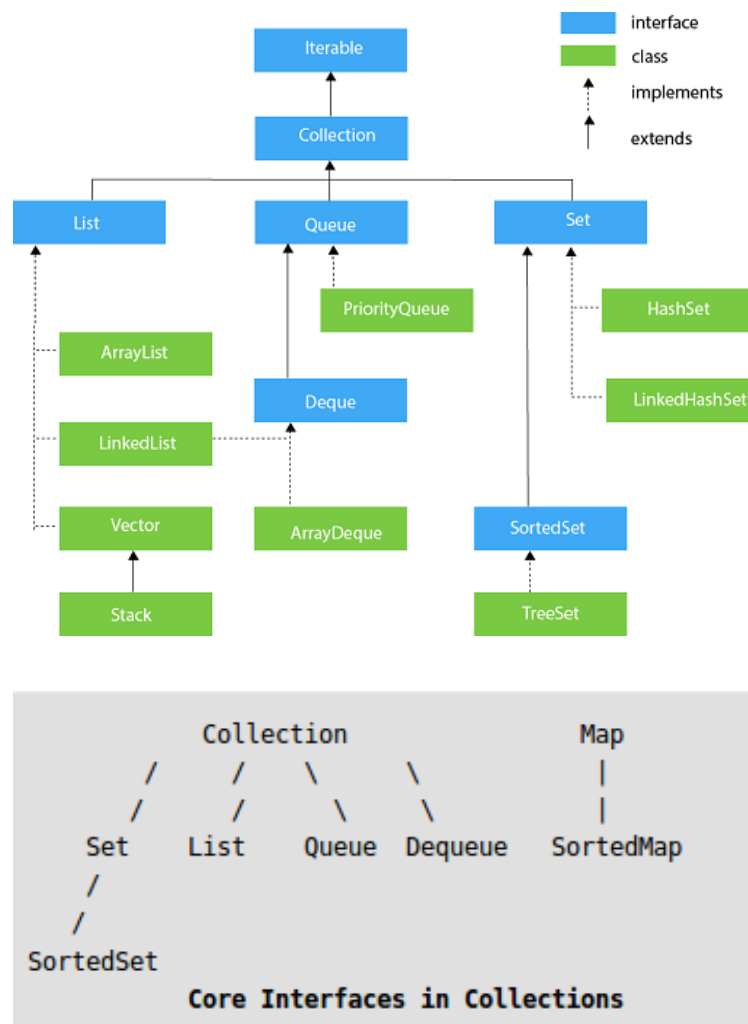 interface
Iterable
class
implements
Collection
extends
List
Queue
Set
PriorityQueue
HashSet
ArrayList
Deque
LinkedHashSet
LinkedList
Vector
ArrayDeque
SortedSet
Stack
TreeSet
Collection Map
/ / \ \ |
/ / \ \ |
Set List Queue Dequeue SortedMap
/
/
SortedSet
Core Interfaces in Collections